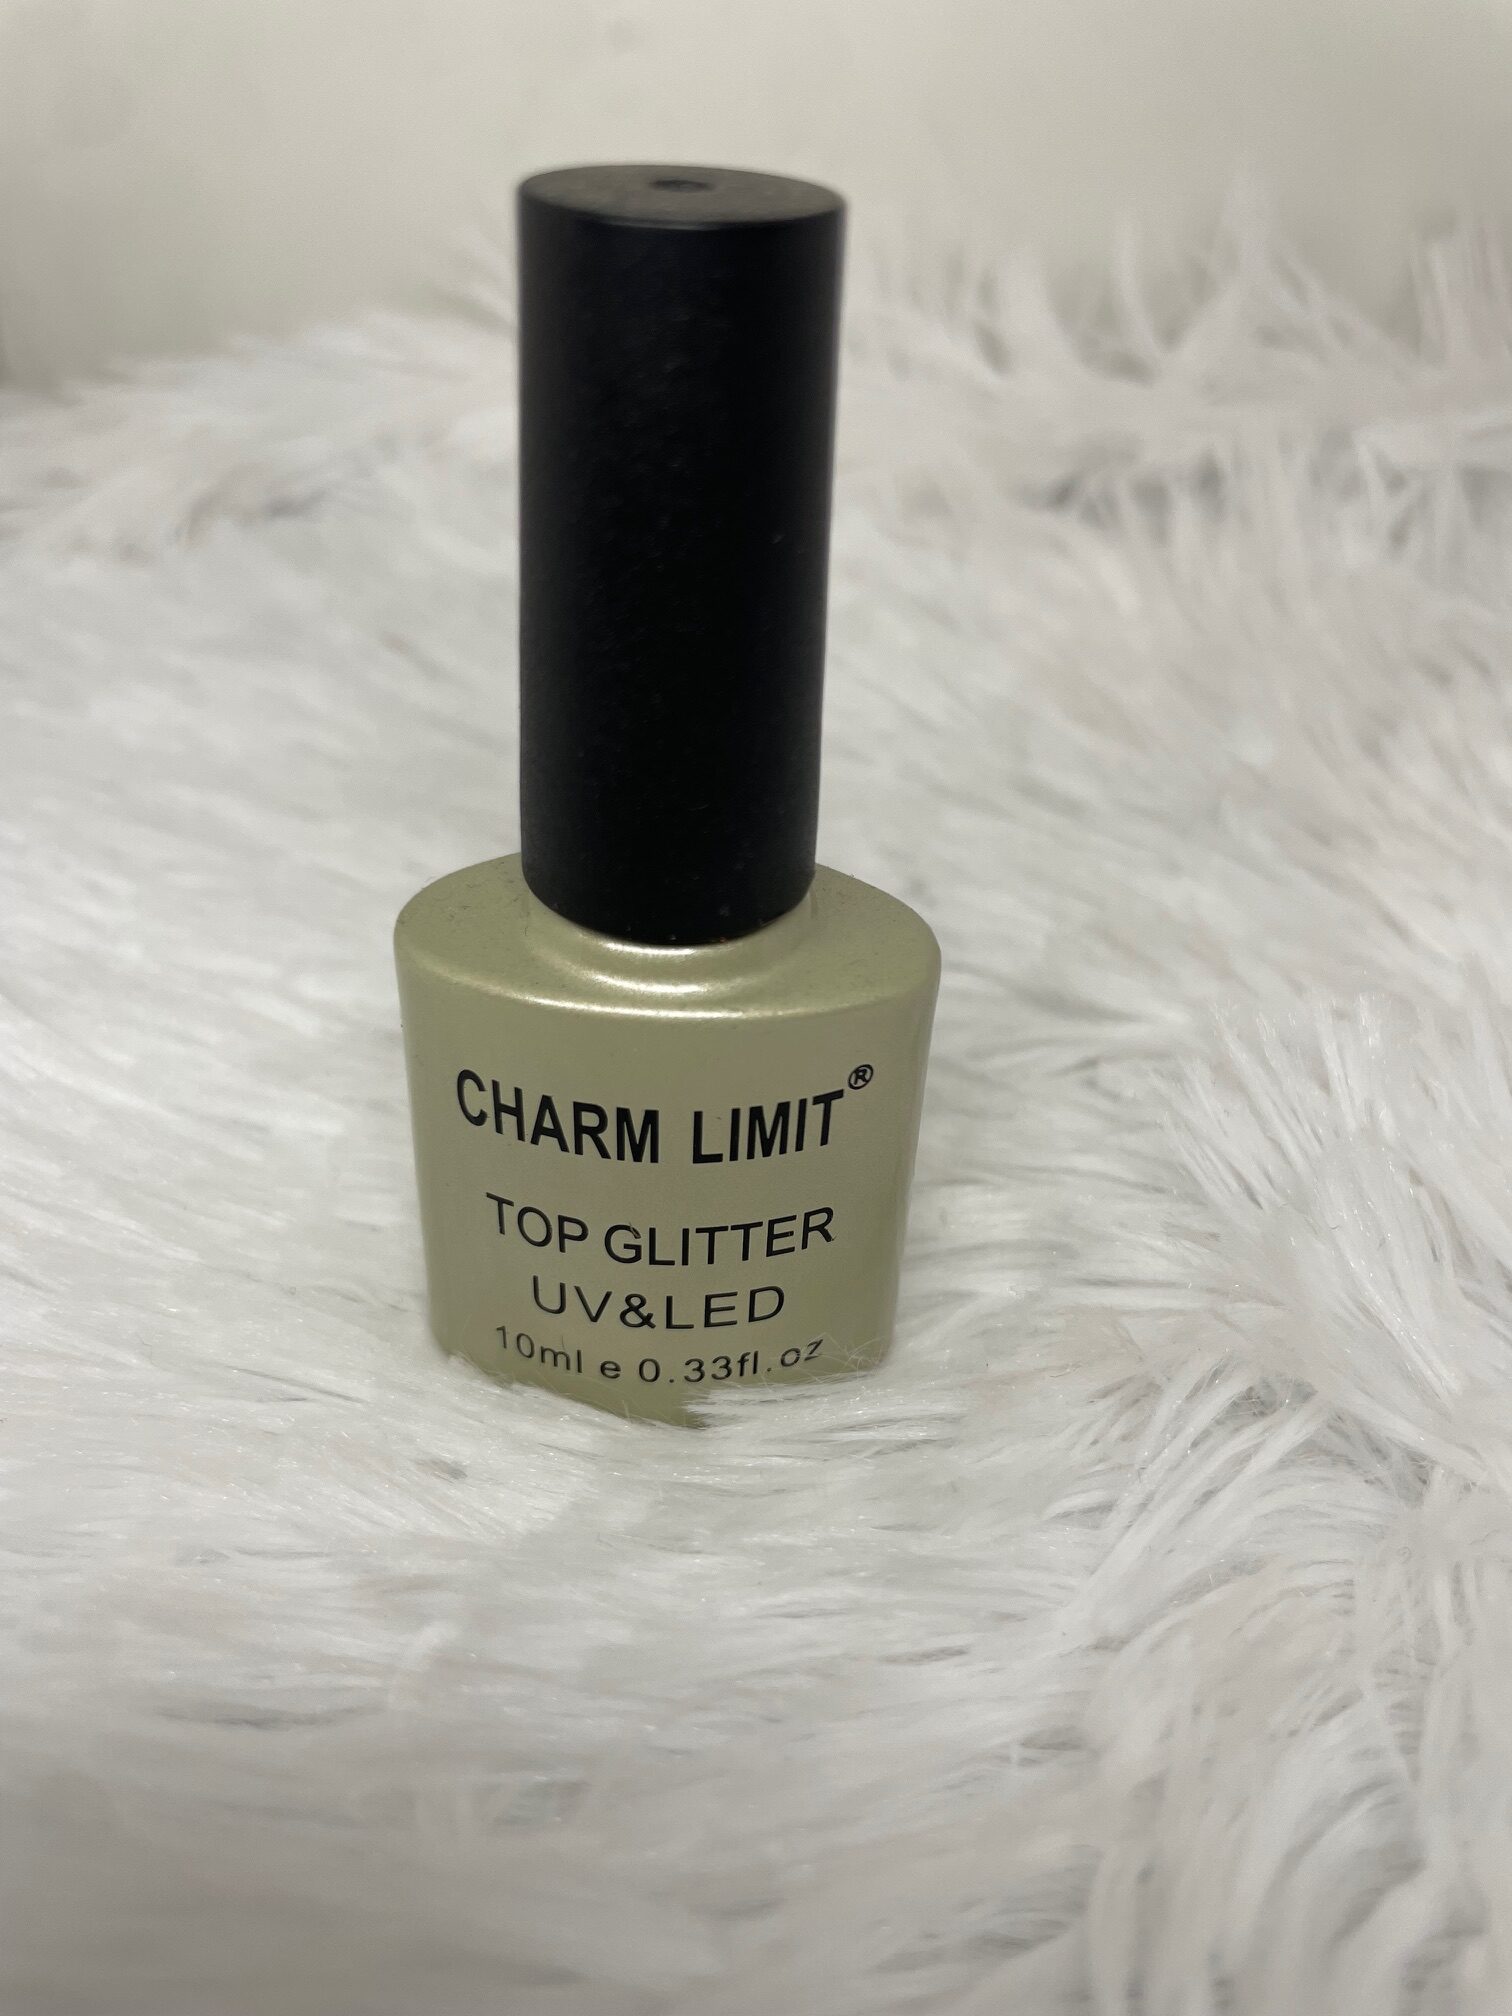 CHARM LIMIT®
TOP GLITTER
UV&LED
10ml e 0.33fl.oz